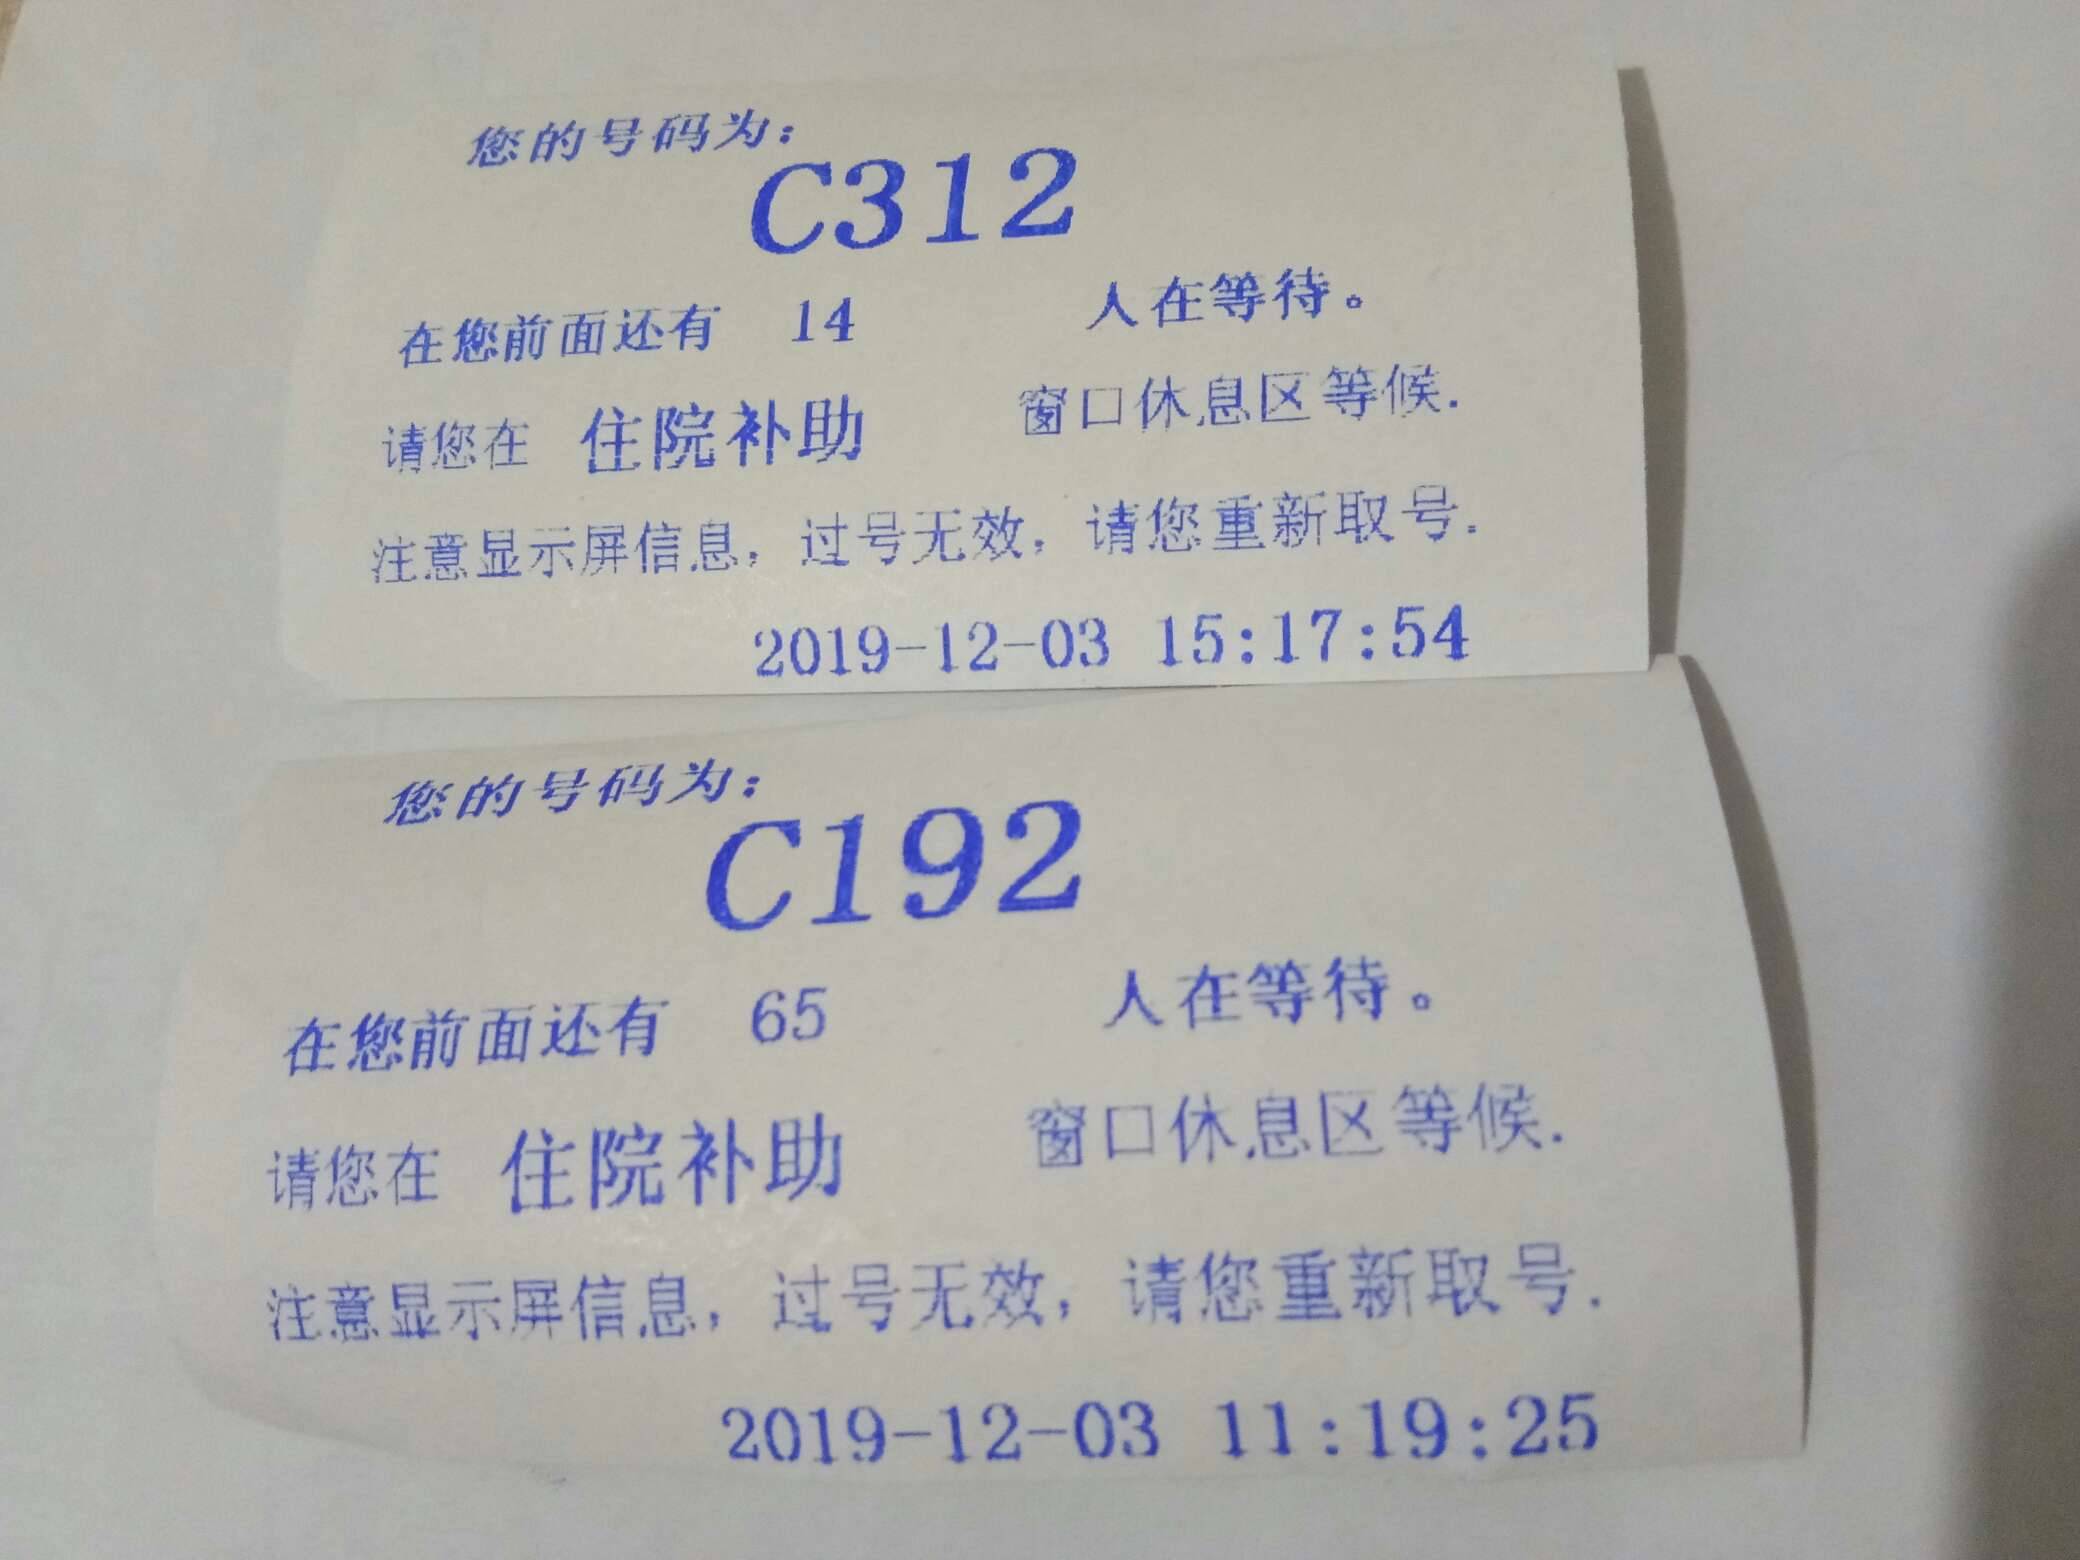 您的号码为:
C312
在您前面还有 14 人在等待。
请您在 住院补助 窗口休息区等候.
注意显示屏信息，过号无效，请您重新取号.
2019-12-03 15:17:54
您的号码为:
C192
在您前面还有 65 人在等待。
请您在 住院补助 窗口休息区等候.
注意显示屏信息，过号无效，请您重新取号.
2019-12-03 11:19:25